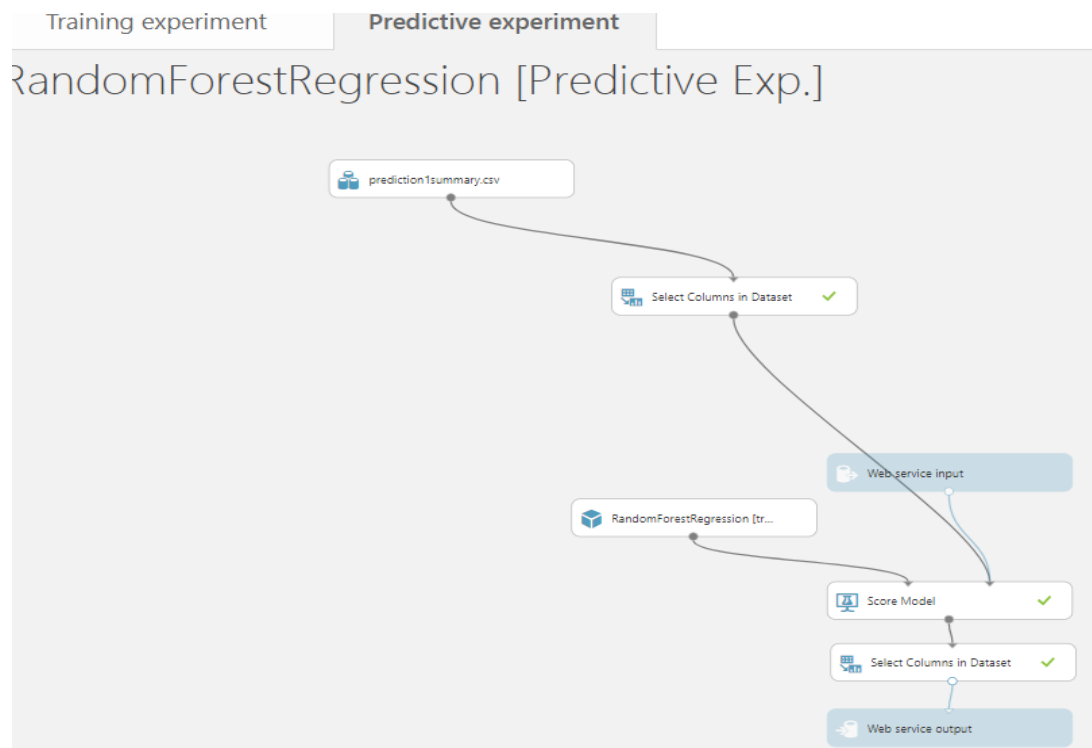 Training experiment
Predictive experiment
RandomForestRegression [Predictive Exp.]
prediction1summary.csv
Select Columns in Dataset
Web service input
RandomForestRegression [tr...
Score Model
Select Columns in Dataset
Web service output